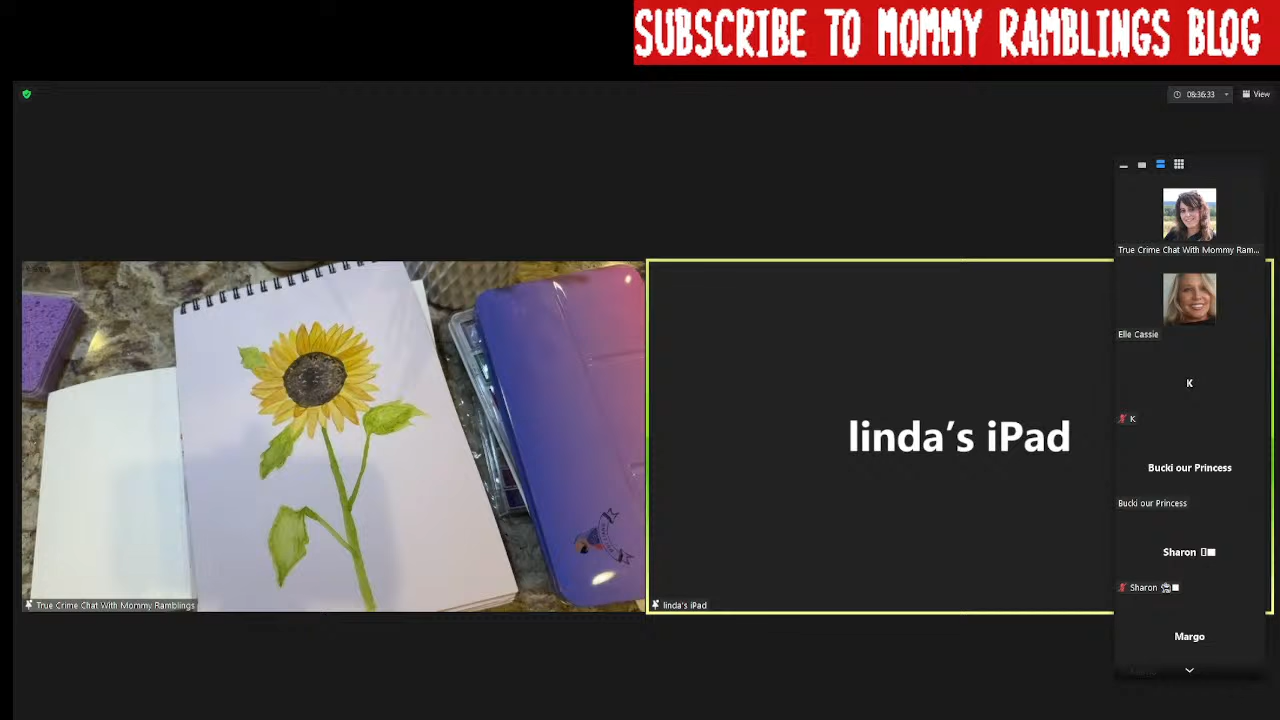 SUBSCRIBE TO MOMMY RAMBLINGS BLOG
08:36:33
View
True Crime Chat With Mommy Ram...
Elle Cassie
K
K
Bucki our Princess
Bucki our Princess
Sharon
Sharon
Margo
linda's iPad
True Crime Chat With Mommy Ramblings
linda's iPad